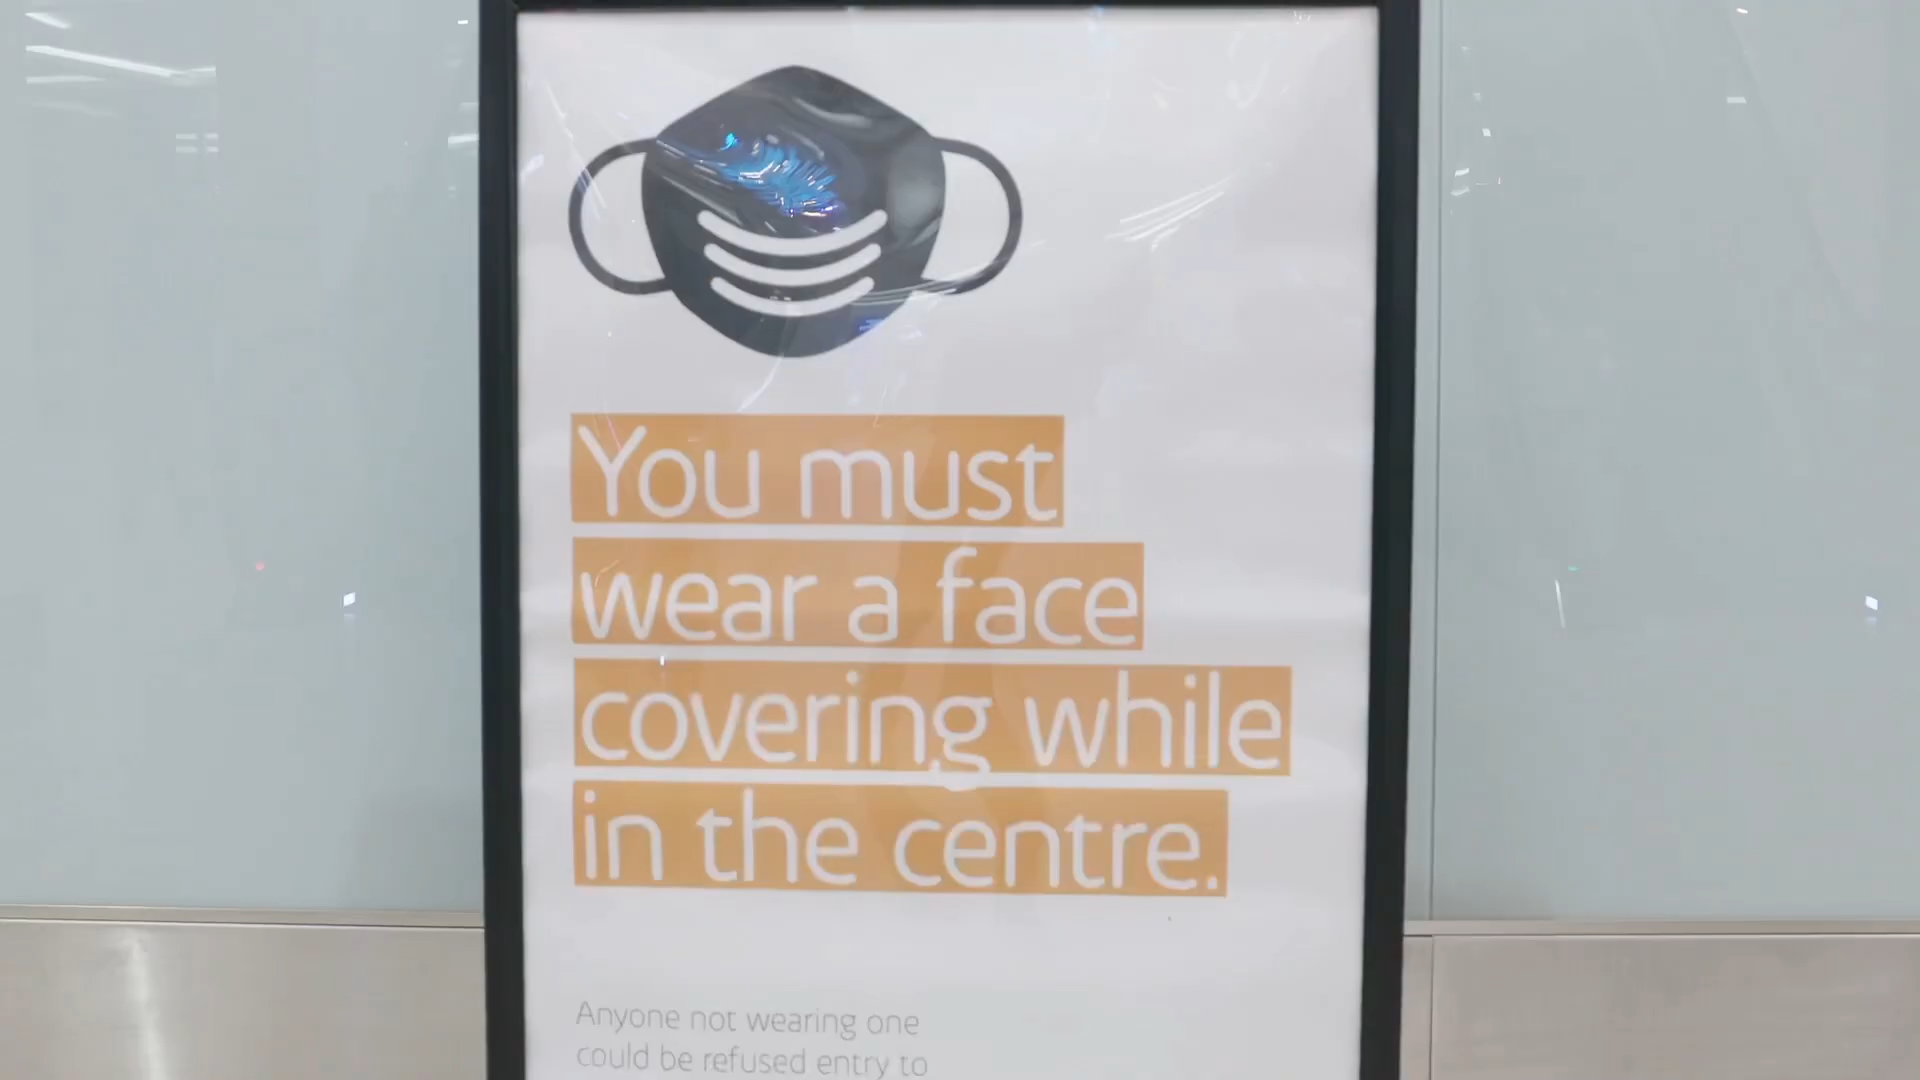 You must
wear a face
covering while
in the centre.
Anyone not wearing one
could be refused entry to